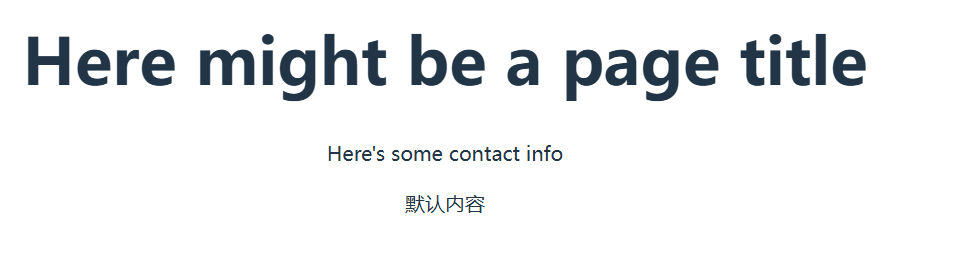 Here might be a page title
Here's some contact info
默认内容